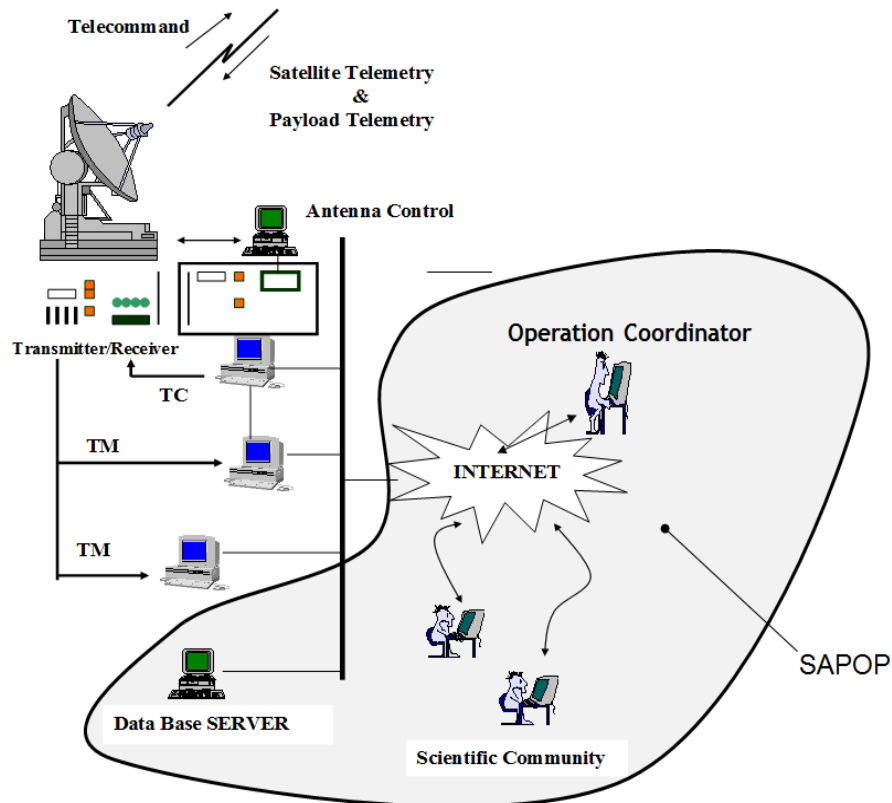 Telecommand
Satellite Telemetry
&
Payload Telemetry
Antenna Control
Transmitter/Receiver
TC
TM
TM
Operation Coordinator
INTERNET
SAPOP
Data Base SERVER
Scientific Community